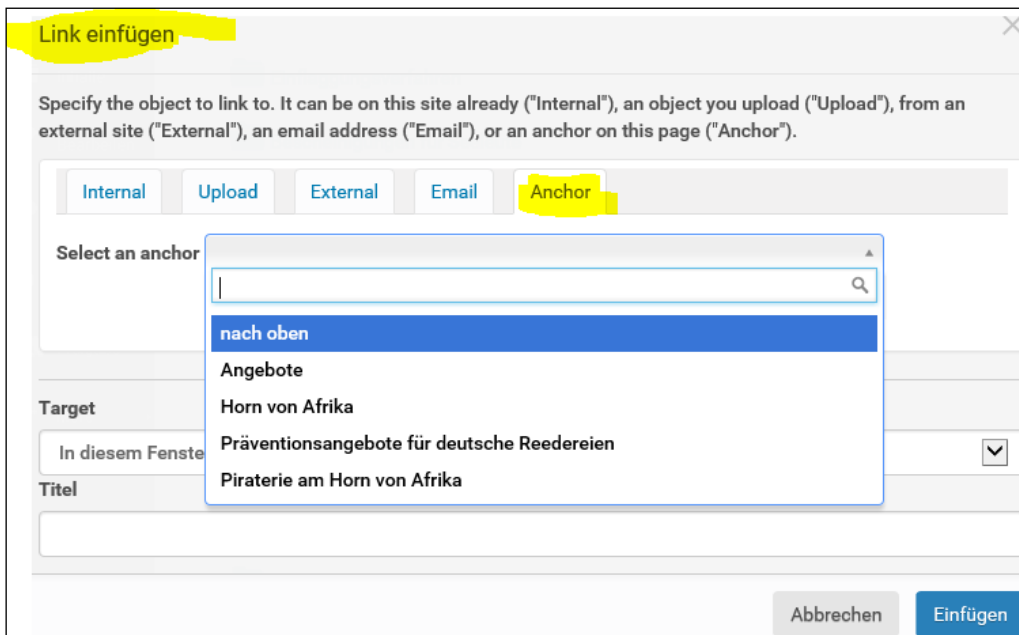 Link einfügen
Specify the object to link to. It can be on this site already ("Internal"), an object you upload ("Upload"), from an
external site ("External"), an email address ("Email"), or an anchor on this page ("Anchor").
Internal Upload External Email Anchor
Select an anchor
nach oben
Angebote
Horn von Afrika
Präventionsangebote für deutsche Reedereien
Piraterie am Horn von Afrika
Target
In diesem Fenste
Titel
Abbrechen Einfügen